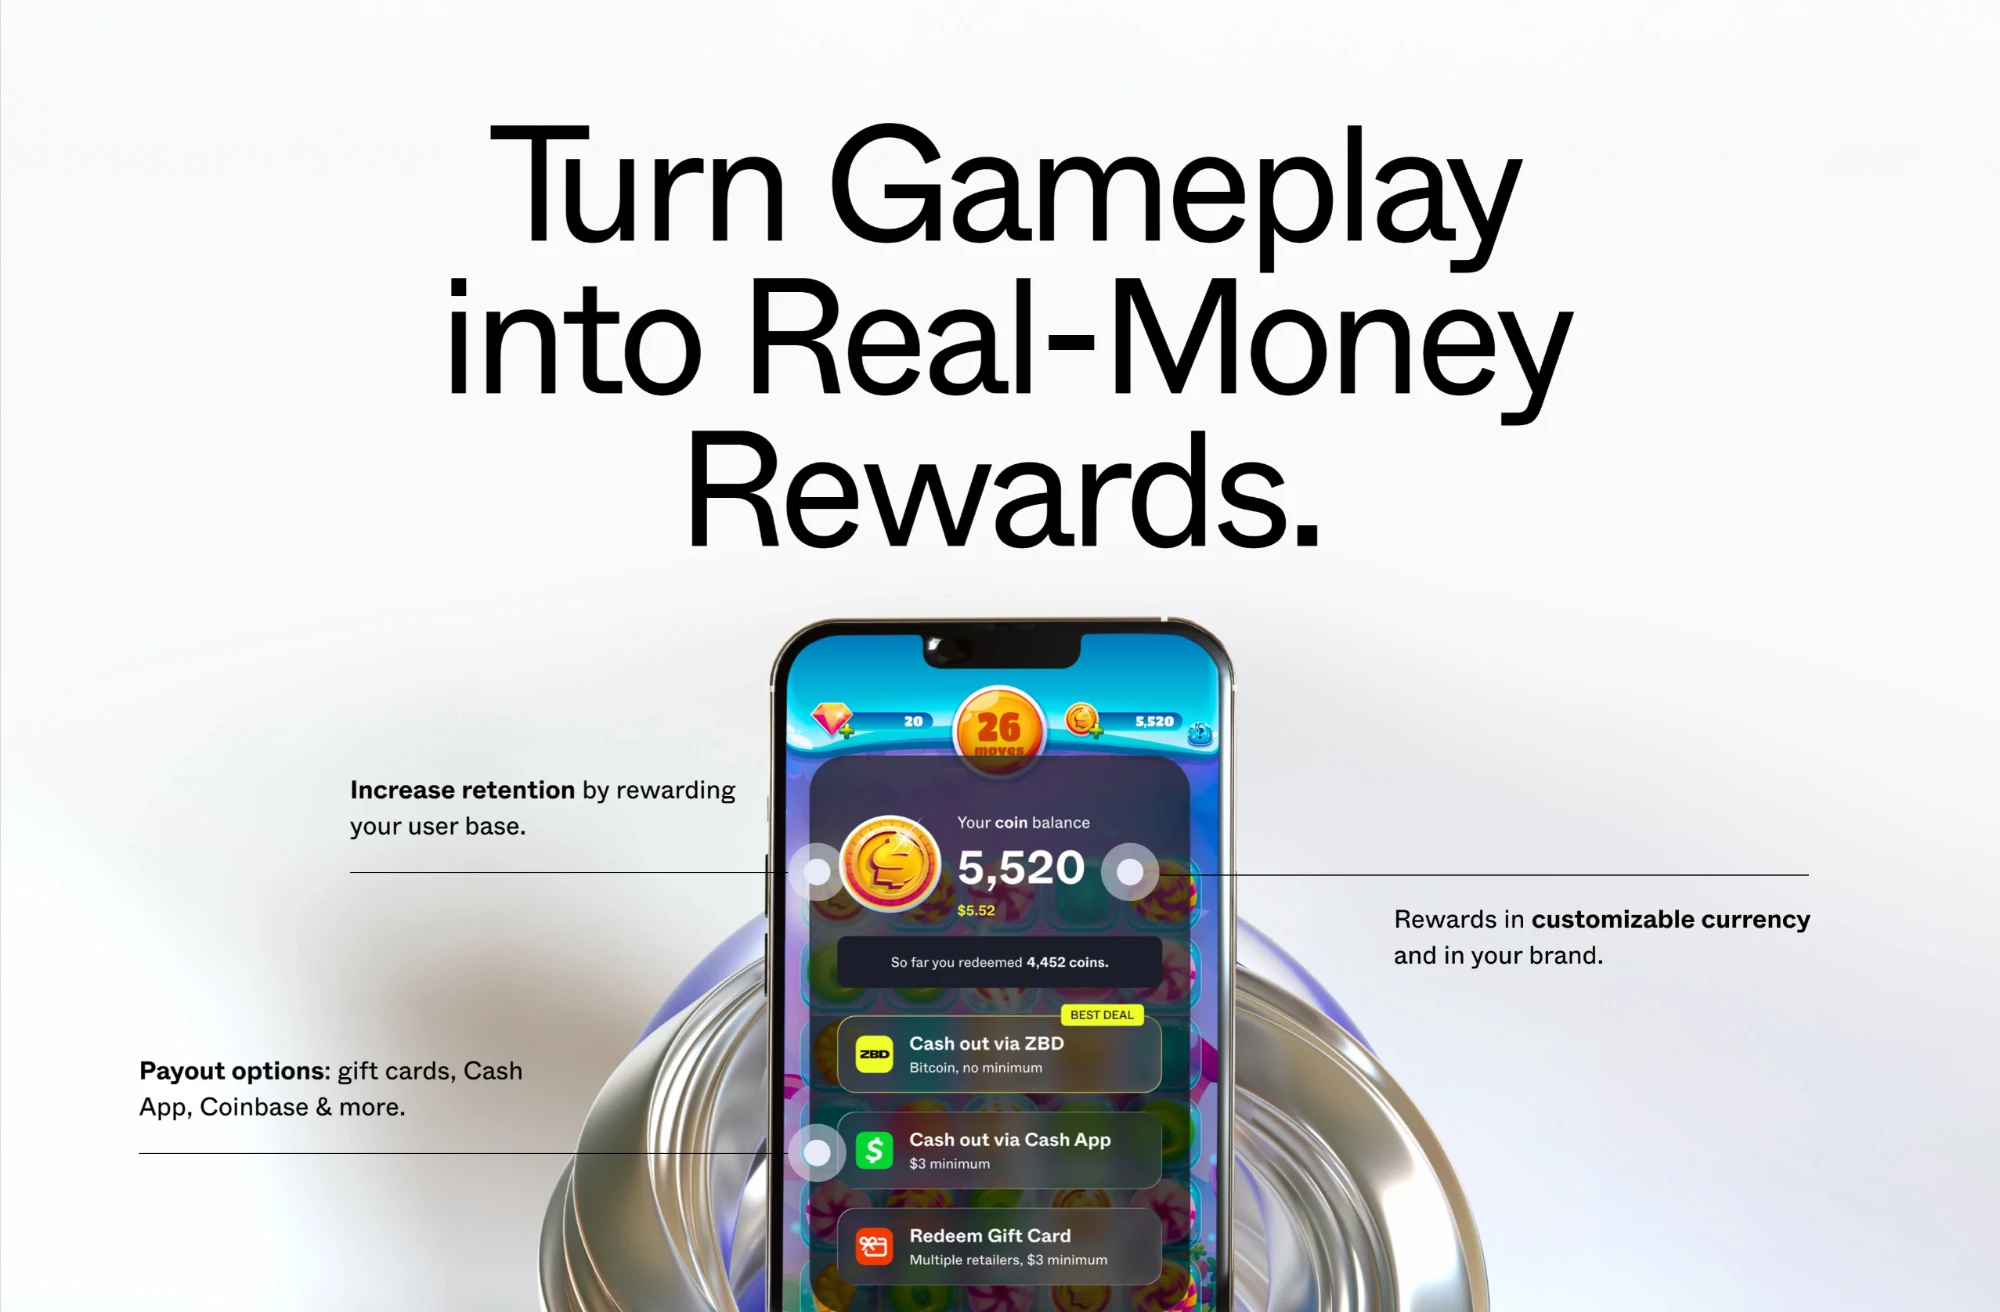 Turn Gameplay
into Real-Money
Rewards.
20
26
moves
5,520
Increase retention by rewarding
your user base.
Your coin balance
5,520
$5.52
Rewards in customizable currency
and in your brand.
So far you redeemed 4,452 coins.
BEST DEAL
ZBD
Cash out via ZBD
Bitcoin, no minimum
Payout options: gift cards, Cash
App, Coinbase & more.
$
Cash out via Cash App
$3 minimum
Redeem Gift Card
Multiple retailers, $3 minimum